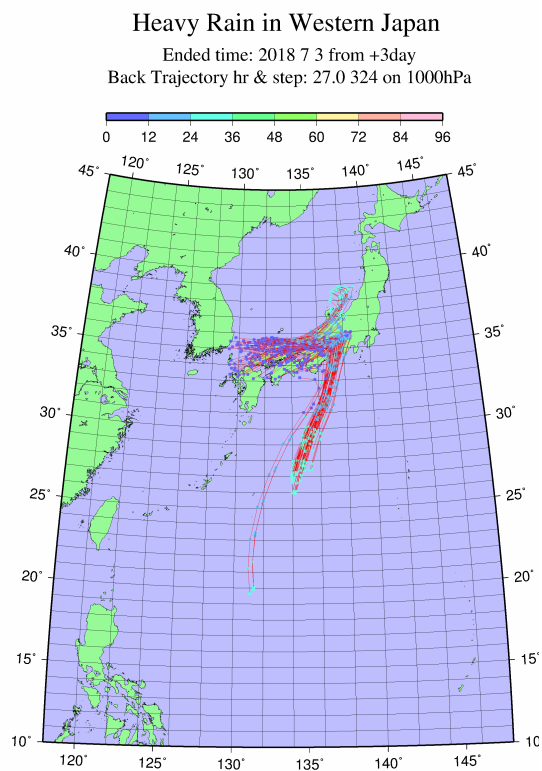 Heavy Rain in Western Japan
Ended time: 2018 7 3 from +3day
Back Trajectory hr & step: 27.0 324 on 1000hPa
0 12 24 36 48 60 72 84 96
120˚ 125˚ 130˚ 135˚ 140˚ 145˚
45˚ 45˚
40˚ 40˚
35˚ 35˚
30˚ 30˚
25˚ 25˚
20˚ 20˚
15˚ 15˚
10˚ 10˚
120˚ 125˚ 130˚ 135˚ 140˚ 145˚